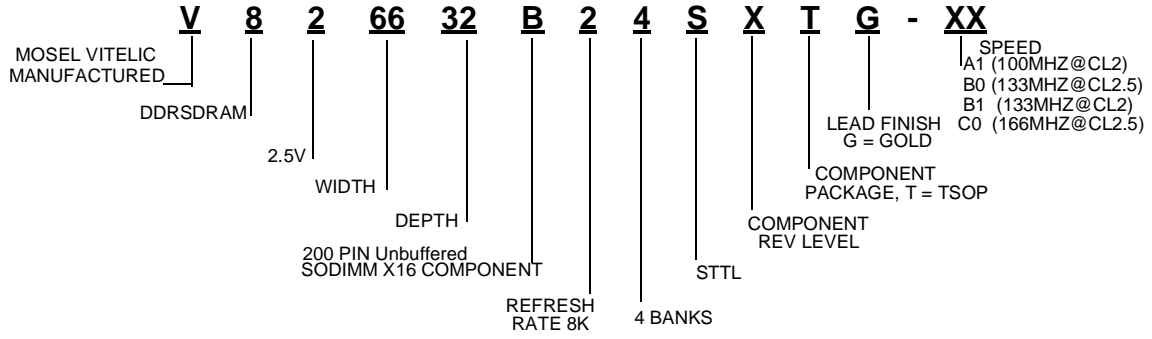 V 8 2 66 32 B 2 4 S X T G - XX
MOSEL VITELIC
MANUFACTURED
DDRSDRAM
2.5V
WIDTH
DEPTH
200 PIN Unbuffered
SODIMM X16 COMPONENT
REFRESH
RATE 8K
4 BANKS
STTL
COMPONENT
REV LEVEL
COMPONENT
PACKAGE, T = TSOP
LEAD FINISH
G = GOLD
SPEED
A1 (100MHZ@CL2)
B0 (133MHZ@CL2.5)
B1 (133MHZ@CL2)
C0 (166MHZ@CL2.5)